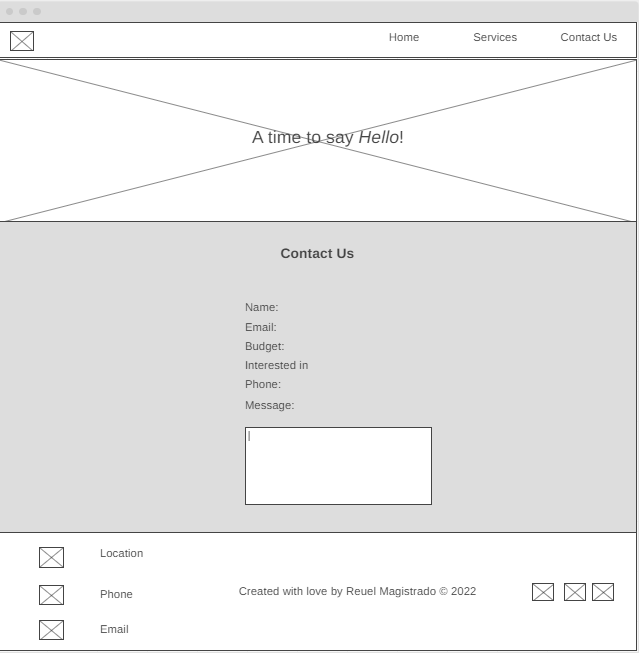 Home Services Contact Us
A time to say Hello!
Contact Us
Name:
Email:
Budget:
Interested in
Phone:
Message:
Location
Phone
Created with love by Reuel Magistrado © 2022
Email